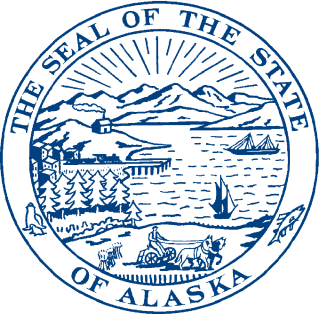 THE SEAL OF THE STATE
OF ALASKA